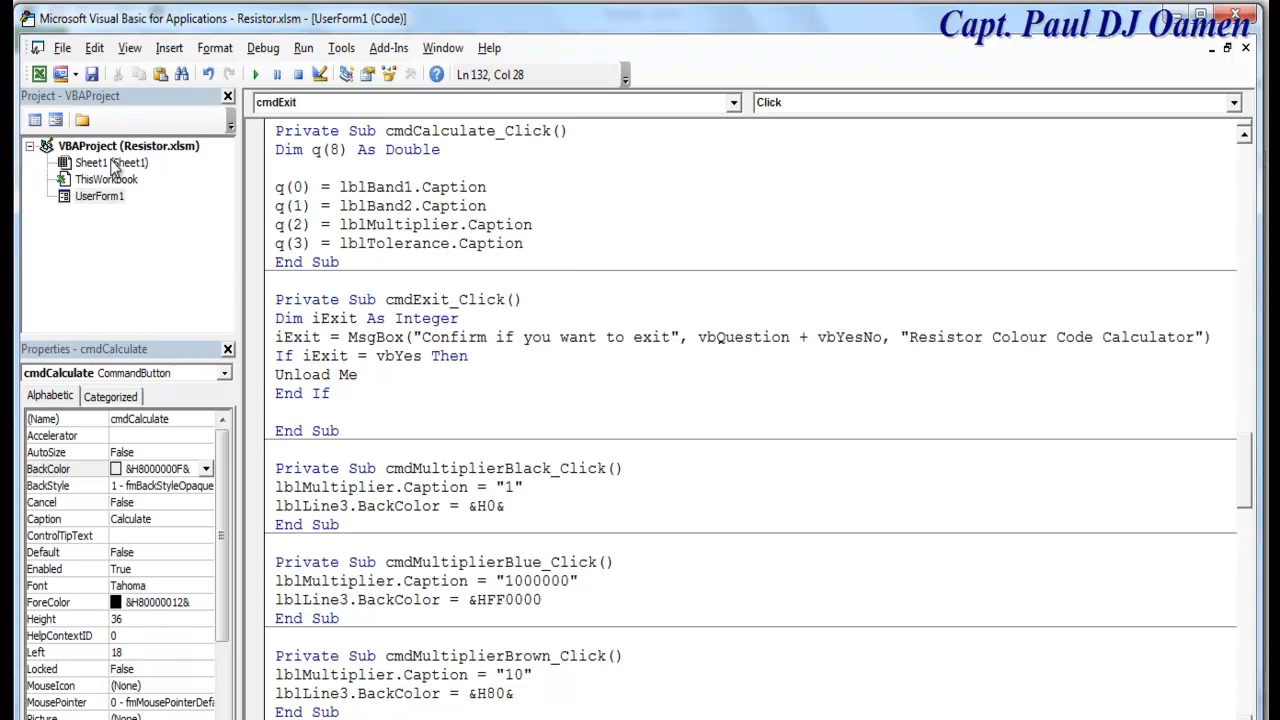 Microsoft Visual Basic for Applications - Resistor.xlsm - [UserForm1 (Code)]
Capt. Paul DJ Oamen
File Edit View Insert Format Debug Run Tools Add-Ins Window Help
Ln 132, Col 28
Project - VBAProject
cmdExit
Click
VBAProject (Resistor.xlsm)
Sheet1 (Sheet1)
ThisWorkbook
UserForm1
Properties - cmdCalculate
cmdCalculate CommandButton
Alphabetic Categorized
(Name) cmdCalculate
Accelerator
AutoSize False
BackColor &H8000000F&
BackStyle 1 - fmBackStyleOpaque
Cancel False
Caption Calculate
ControlTipText
Default False
Enabled True
Font Tahoma
ForeColor &H80000012&
Height 36
HelpContextID 0
Left 18
Locked False
MouseIcon (None)
MousePointer 0 - fmMousePointerDefa
Picture (None)
Private Sub cmdCalculate_Click()
Dim q(8) As Double
q(0) = lblBand1.Caption
q(1) = lblBand2.Caption
q(2) = lblMultiplier.Caption
q(3) = lblTolerance.Caption
End Sub
Private Sub cmdExit_Click()
Dim iExit As Integer
iExit = MsgBox("Confirm if you want to exit", vbQuestion + vbYesNo, "Resistor Colour Code Calculator")
If iExit = vbYes Then
Unload Me
End If
End Sub
Private Sub cmdMultiplierBlack_Click()
lblMultiplier.Caption = "1"
lblLine3.BackColor = &H0&
End Sub
Private Sub cmdMultiplierBlue_Click()
lblMultiplier.Caption = "1000000"
lblLine3.BackColor = &HFF0000
End Sub
Private Sub cmdMultiplierBrown_Click()
lblMultiplier.Caption = "10"
lblLine3.BackColor = &H80&
End Sub